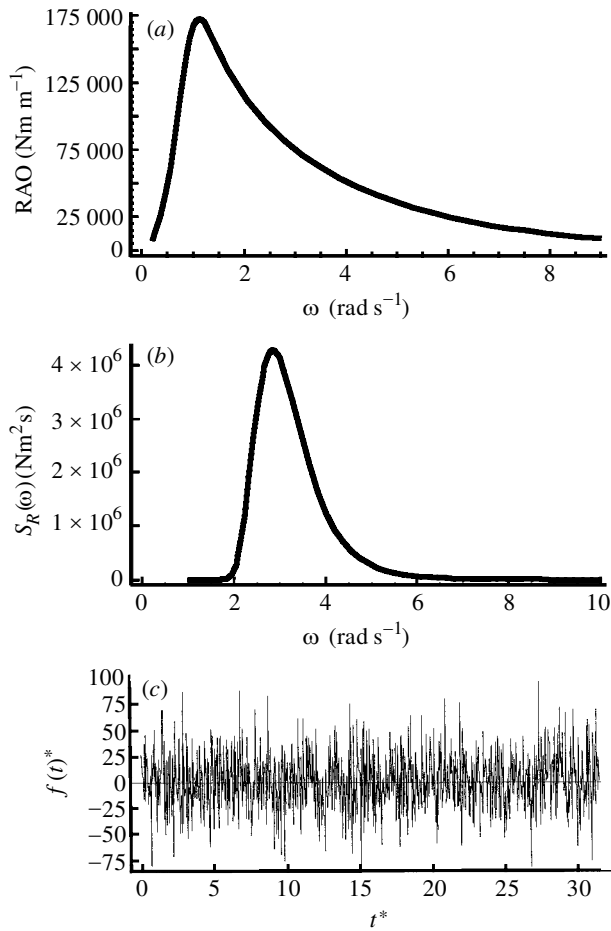 175 000
(a)
125 000
75 000
25 000
0
RAO (Nm m⁻¹)
0 2 4 6 8
ω (rad s⁻¹)
(b)
4 × 10⁶
3 × 10⁶
2 × 10⁶
1 × 10⁶
0
S_R(ω) (Nm²s)
0 2 4 6 8 10
ω (rad s⁻¹)
100
(c)
75
50
25
0
−25
−50
−75
f (t)*
0 5 10 15 20 25 30
t*